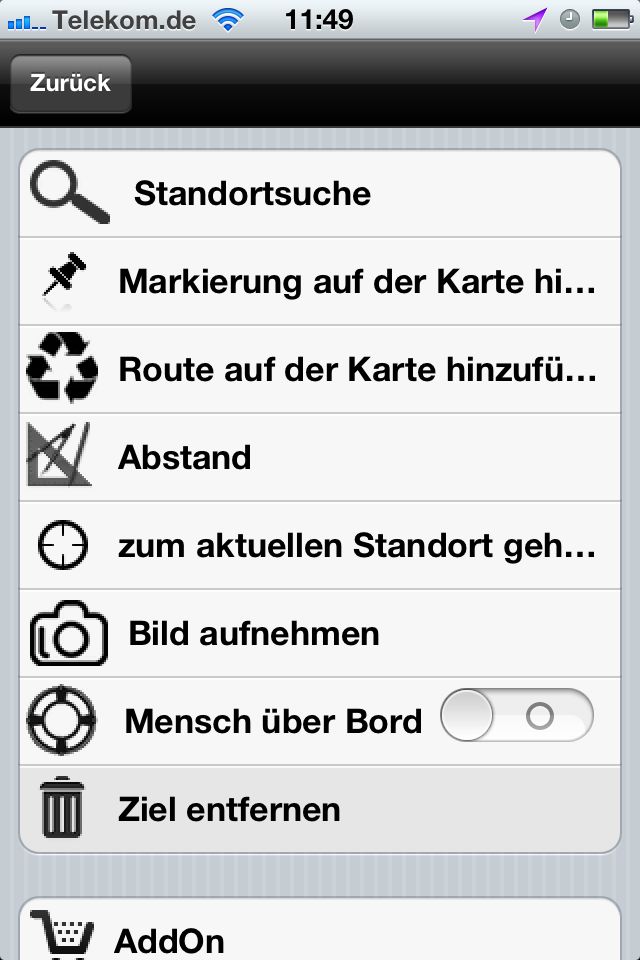 Telekom.de 11:49
Zurück
Standortsuche
Markierung auf der Karte hi...
Route auf der Karte hinzufü...
Abstand
zum aktuellen Standort geh...
Bild aufnehmen
Mensch über Bord
Ziel entfernen
AddOn